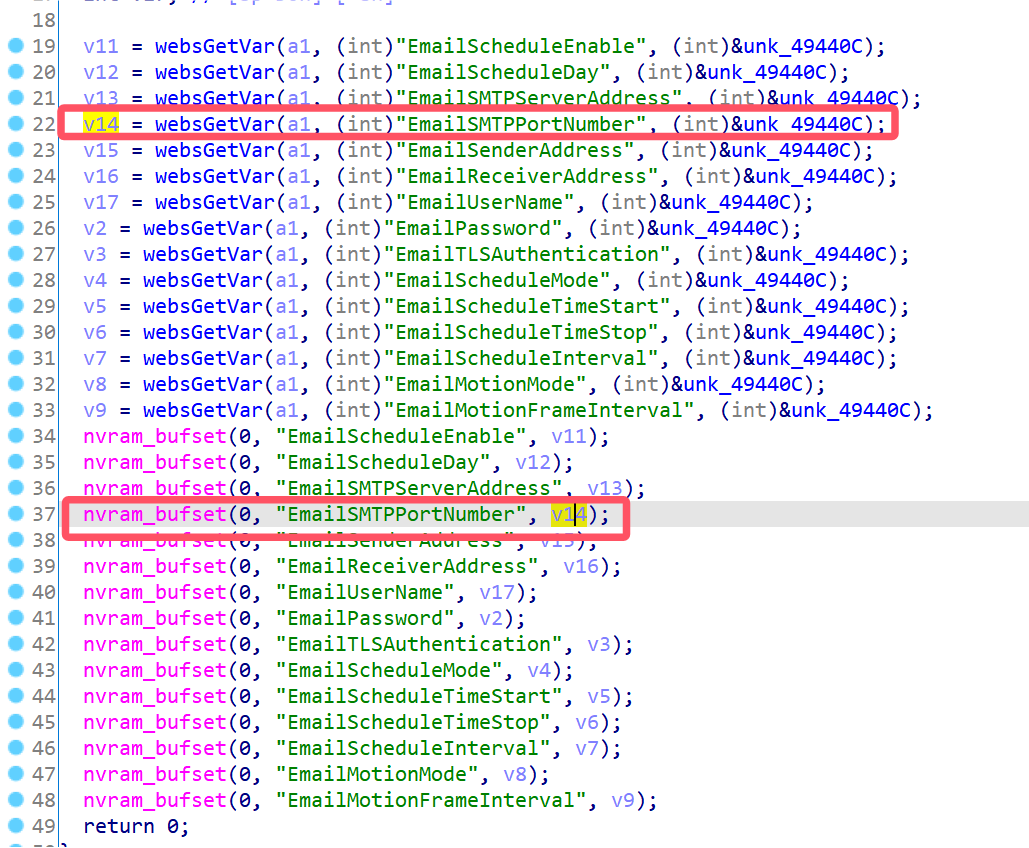 18
19 v11 = websGetVar(a1, (int)"EmailScheduleEnable", (int)&unk_49440C);
20 v12 = websGetVar(a1, (int)"EmailScheduleDay", (int)&unk_49440C);
21 v13 = websGetVar(a1, (int)"EmailSMTPServerAddress", (int)&unk_49440C);
22 v14 = websGetVar(a1, (int)"EmailSMTPPortNumber", (int)&unk_49440C);
23 v15 = websGetVar(a1, (int)"EmailSenderAddress", (int)&unk_49440C);
24 v16 = websGetVar(a1, (int)"EmailReceiverAddress", (int)&unk_49440C);
25 v17 = websGetVar(a1, (int)"EmailUserName", (int)&unk_49440C);
26 v2 = websGetVar(a1, (int)"EmailPassword", (int)&unk_49440C);
27 v3 = websGetVar(a1, (int)"EmailTLSAuthentication", (int)&unk_49440C);
28 v4 = websGetVar(a1, (int)"EmailScheduleMode", (int)&unk_49440C);
29 v5 = websGetVar(a1, (int)"EmailScheduleTimeStart", (int)&unk_49440C);
30 v6 = websGetVar(a1, (int)"EmailScheduleTimeStop", (int)&unk_49440C);
31 v7 = websGetVar(a1, (int)"EmailScheduleInterval", (int)&unk_49440C);
32 v8 = websGetVar(a1, (int)"EmailMotionMode", (int)&unk_49440C);
33 v9 = websGetVar(a1, (int)"EmailMotionFrameInterval", (int)&unk_49440C);
34 nvram_bufset(0, "EmailScheduleEnable", v11);
35 nvram_bufset(0, "EmailScheduleDay", v12);
36 nvram_bufset(0, "EmailSMTPServerAddress", v13);
37 nvram_bufset(0, "EmailSMTPPortNumber", v14);
38 nvram_bufset(0, "EmailSenderAddress", v15);
39 nvram_bufset(0, "EmailReceiverAddress", v16);
40 nvram_bufset(0, "EmailUserName", v17);
41 nvram_bufset(0, "EmailPassword", v2);
42 nvram_bufset(0, "EmailTLSAuthentication", v3);
43 nvram_bufset(0, "EmailScheduleMode", v4);
44 nvram_bufset(0, "EmailScheduleTimeStart", v5);
45 nvram_bufset(0, "EmailScheduleTimeStop", v6);
46 nvram_bufset(0, "EmailScheduleInterval", v7);
47 nvram_bufset(0, "EmailMotionMode", v8);
48 nvram_bufset(0, "EmailMotionFrameInterval", v9);
49 return 0;